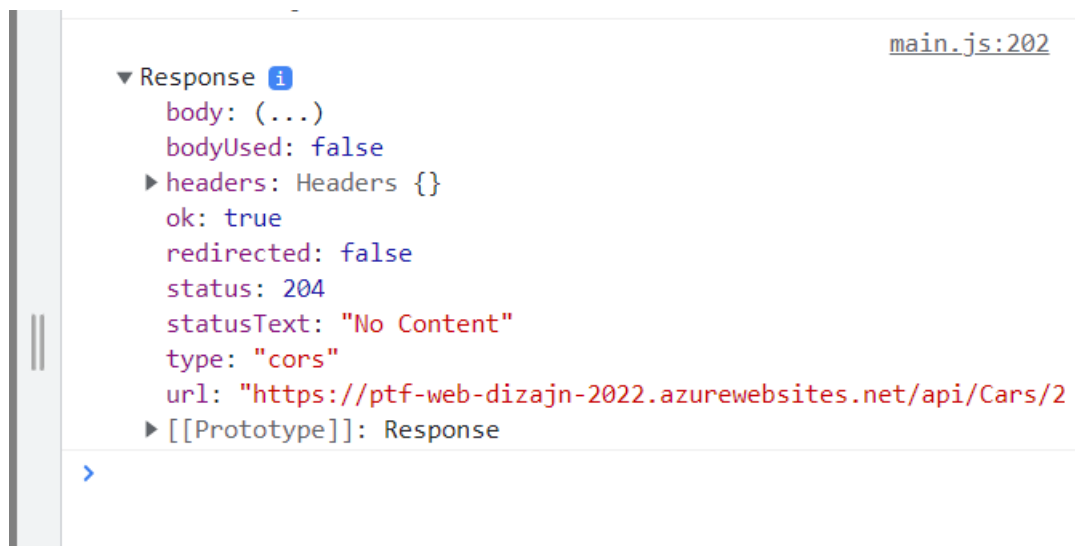 main.js:202
Response i
body: (...)
bodyUsed: false
headers: Headers {}
ok: true
redirected: false
status: 204
statusText: "No Content"
type: "cors"
url: "https://ptf-web-dizajn-2022.azurewebsites.net/api/Cars/2
[[Prototype]]: Response